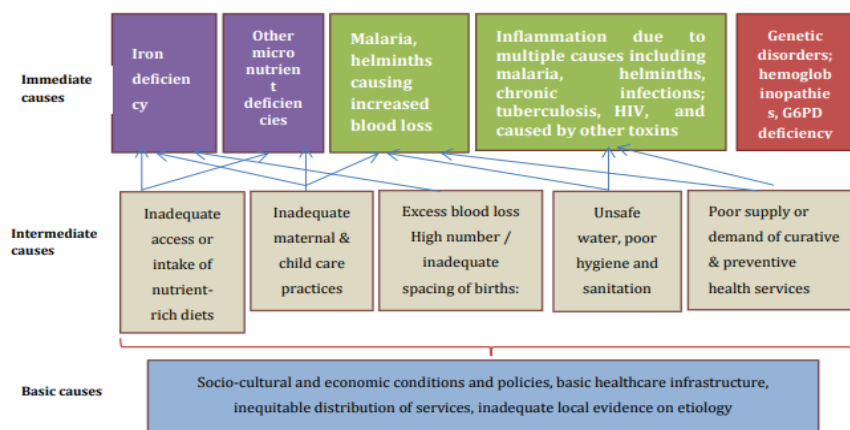 Immediate
causes
Iron
deficien
cy
Other
micro
nutrien
t
deficien
cies
Malaria,
helminths
causing
increased
blood loss
Inflammation due to
multiple causes including
malaria, helminths,
chronic infections;
tuberculosis, HIV, and
caused by other toxins
Genetic
disorders;
hemoglob
inopathie
s, G6PD
deficiency
Intermediate
causes
Inadequate
access or
intake of
nutrient-
rich diets
Inadequate
maternal &
child care
practices
Excess blood loss
High number /
inadequate
spacing of births:
Unsafe
water, poor
hygiene and
sanitation
Poor supply or
demand of curative
& preventive
health services
Basic causes
Socio-cultural and economic conditions and policies, basic healthcare infrastructure,
inequitable distribution of services, inadequate local evidence on etiology